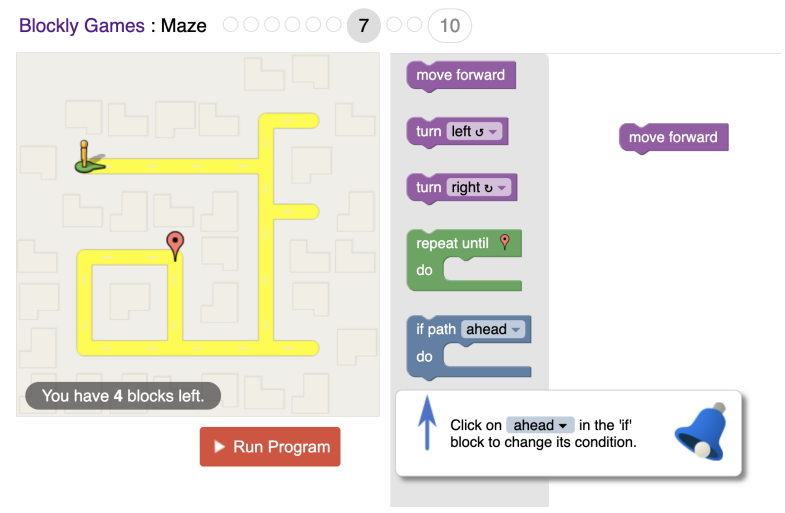 Blockly Games : Maze 7 10
move forward
move forward
turn left ↺
turn right ↻
repeat until
do
if path ahead
do
You have 4 blocks left.
Click on ahead in the 'if'
block to change its condition.
Run Program